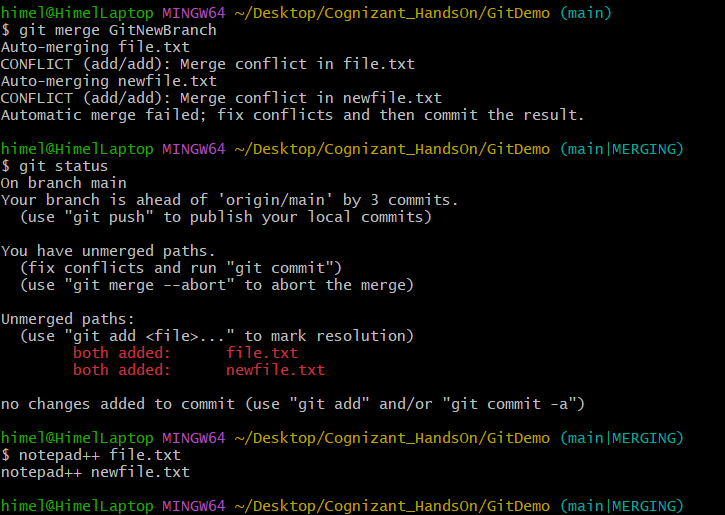 himel@HimelLaptop MINGW64 ~/Desktop/Cognizant_HandsOn/GitDemo (main)
$ git merge GitNewBranch
Auto-merging file.txt
CONFLICT (add/add): Merge conflict in file.txt
Auto-merging newfile.txt
CONFLICT (add/add): Merge conflict in newfile.txt
Automatic merge failed; fix conflicts and then commit the result.

himel@HimelLaptop MINGW64 ~/Desktop/Cognizant_HandsOn/GitDemo (main|MERGING)
$ git status
On branch main
Your branch is ahead of 'origin/main' by 3 commits.
  (use "git push" to publish your local commits)

You have unmerged paths.
  (fix conflicts and run "git commit")
  (use "git merge --abort" to abort the merge)

Unmerged paths:
  (use "git add <file>..." to mark resolution)
        both added:      file.txt
        both added:      newfile.txt

no changes added to commit (use "git add" and/or "git commit -a")

himel@HimelLaptop MINGW64 ~/Desktop/Cognizant_HandsOn/GitDemo (main|MERGING)
$ notepad++ file.txt
notepad++ newfile.txt

himel@HimelLaptop MINGW64 ~/Desktop/Cognizant_HandsOn/GitDemo (main|MERGING)